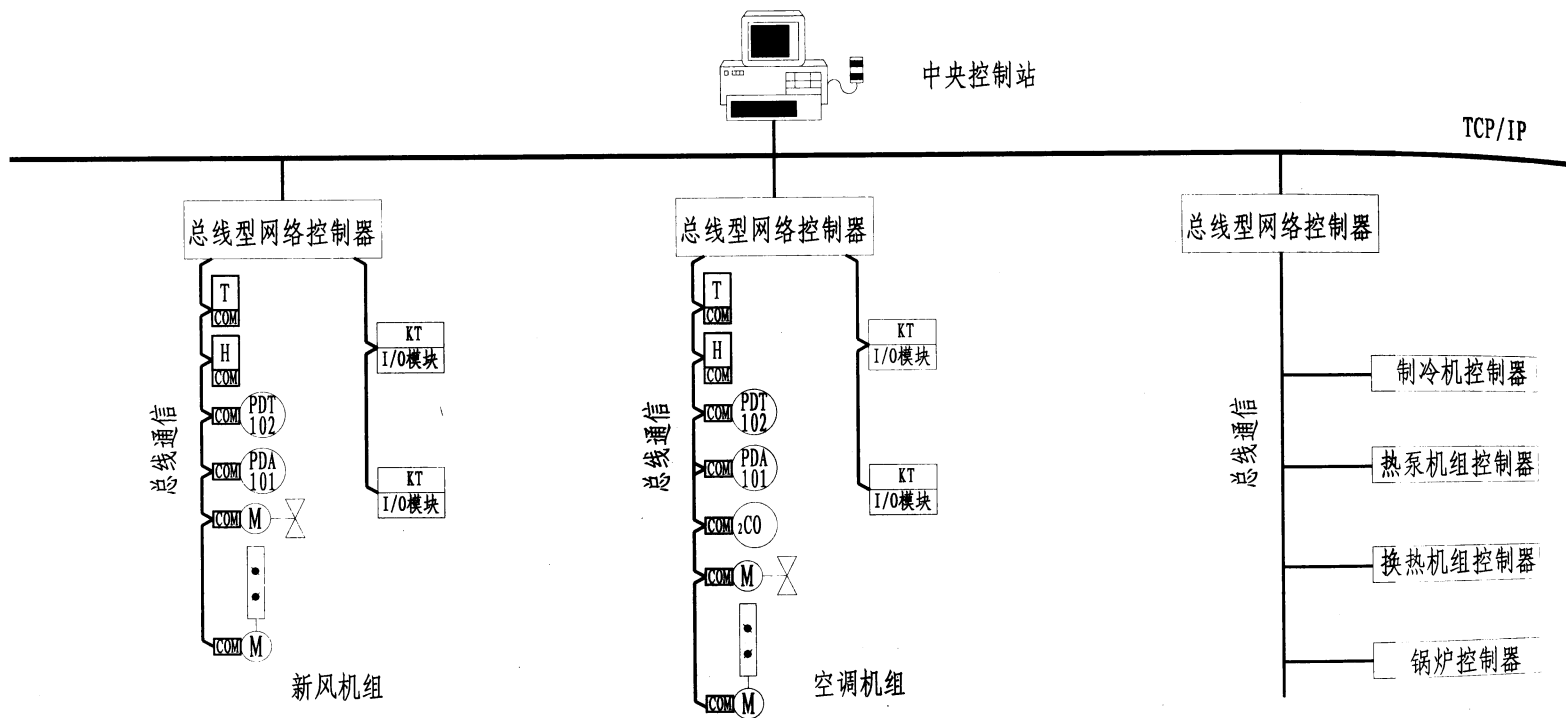 中央控制站
TCP/IP
总线型网络控制器
T
COM
H
COM
COM
PDT
102
COM
PDA
101
COM
M
COM
M
总线通信
KT
I/O模块
KT
I/O模块
新风机组
总线型网络控制器
T
COM
H
COM
COM
PDT
102
COM
PDA
101
COM
₂CO
COM
M
COM
M
总线通信
KT
I/O模块
KT
I/O模块
空调机组
总线型网络控制器
总线通信
制冷机控制器
热泵机组控制器
换热机组控制器
锅炉控制器